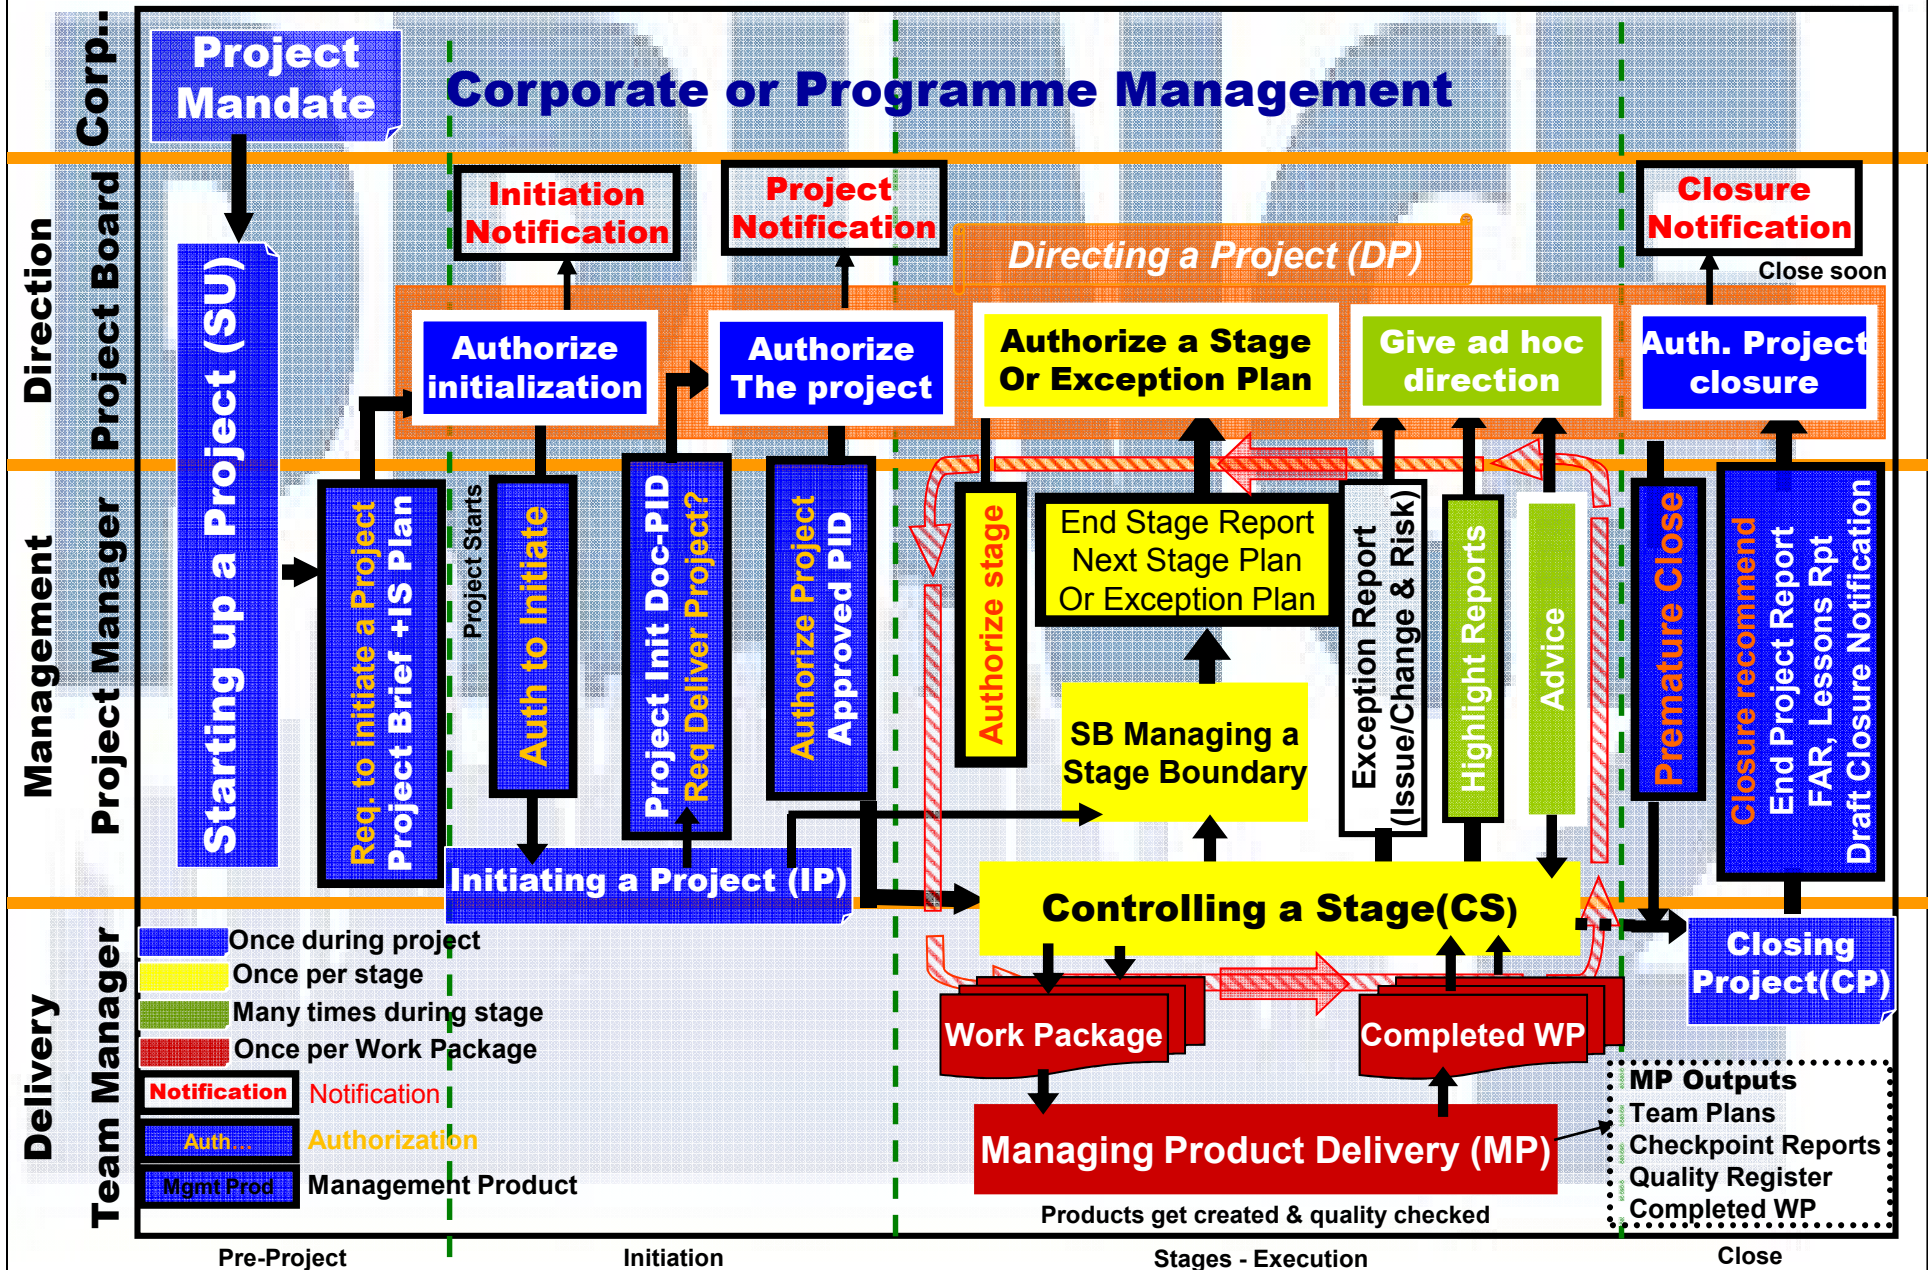 Corp..
Project
Mandate
Corporate or Programme Management
Direction
Project Board
Initiation
Notification
Project
Notification
Closure
Notification
Close soon
Directing a Project (DP)
Authorize
initialization
Authorize
The project
Authorize a Stage
Or Exception Plan
Give ad hoc
direction
Auth. Project
closure
Management
Project Manager
Starting up a Project (SU)
Req. to initiate a Project
Project Brief +IS Plan
Project Starts
Auth to Initiate
Project Init Doc-PID
Req Deliver Project?
Authorize Project
Approved PID
Authorize stage
End Stage Report
Next Stage Plan
Or Exception Plan
SB Managing a
Stage Boundary
Exception Report
(Issue/Change & Risk)
Highlight Reports
Advice
Premature Close
Closure recommend
End Project Report
FAR, Lessons Rpt
Draft Closure Notification
Initiating a Project (IP)
Controlling a Stage(CS)
Closing
Project(CP)
Delivery
Team Manager
Once during project
Once per stage
Many times during stage
Once per Work Package
Notification
Notification
Auth...
Authorization
Mgmt Prod
Management Product
Work Package
Completed WP
Managing Product Delivery (MP)
Products get created & quality checked
MP Outputs
Team Plans
Checkpoint Reports
Quality Register
Completed WP
Pre-Project
Initiation
Stages - Execution
Close